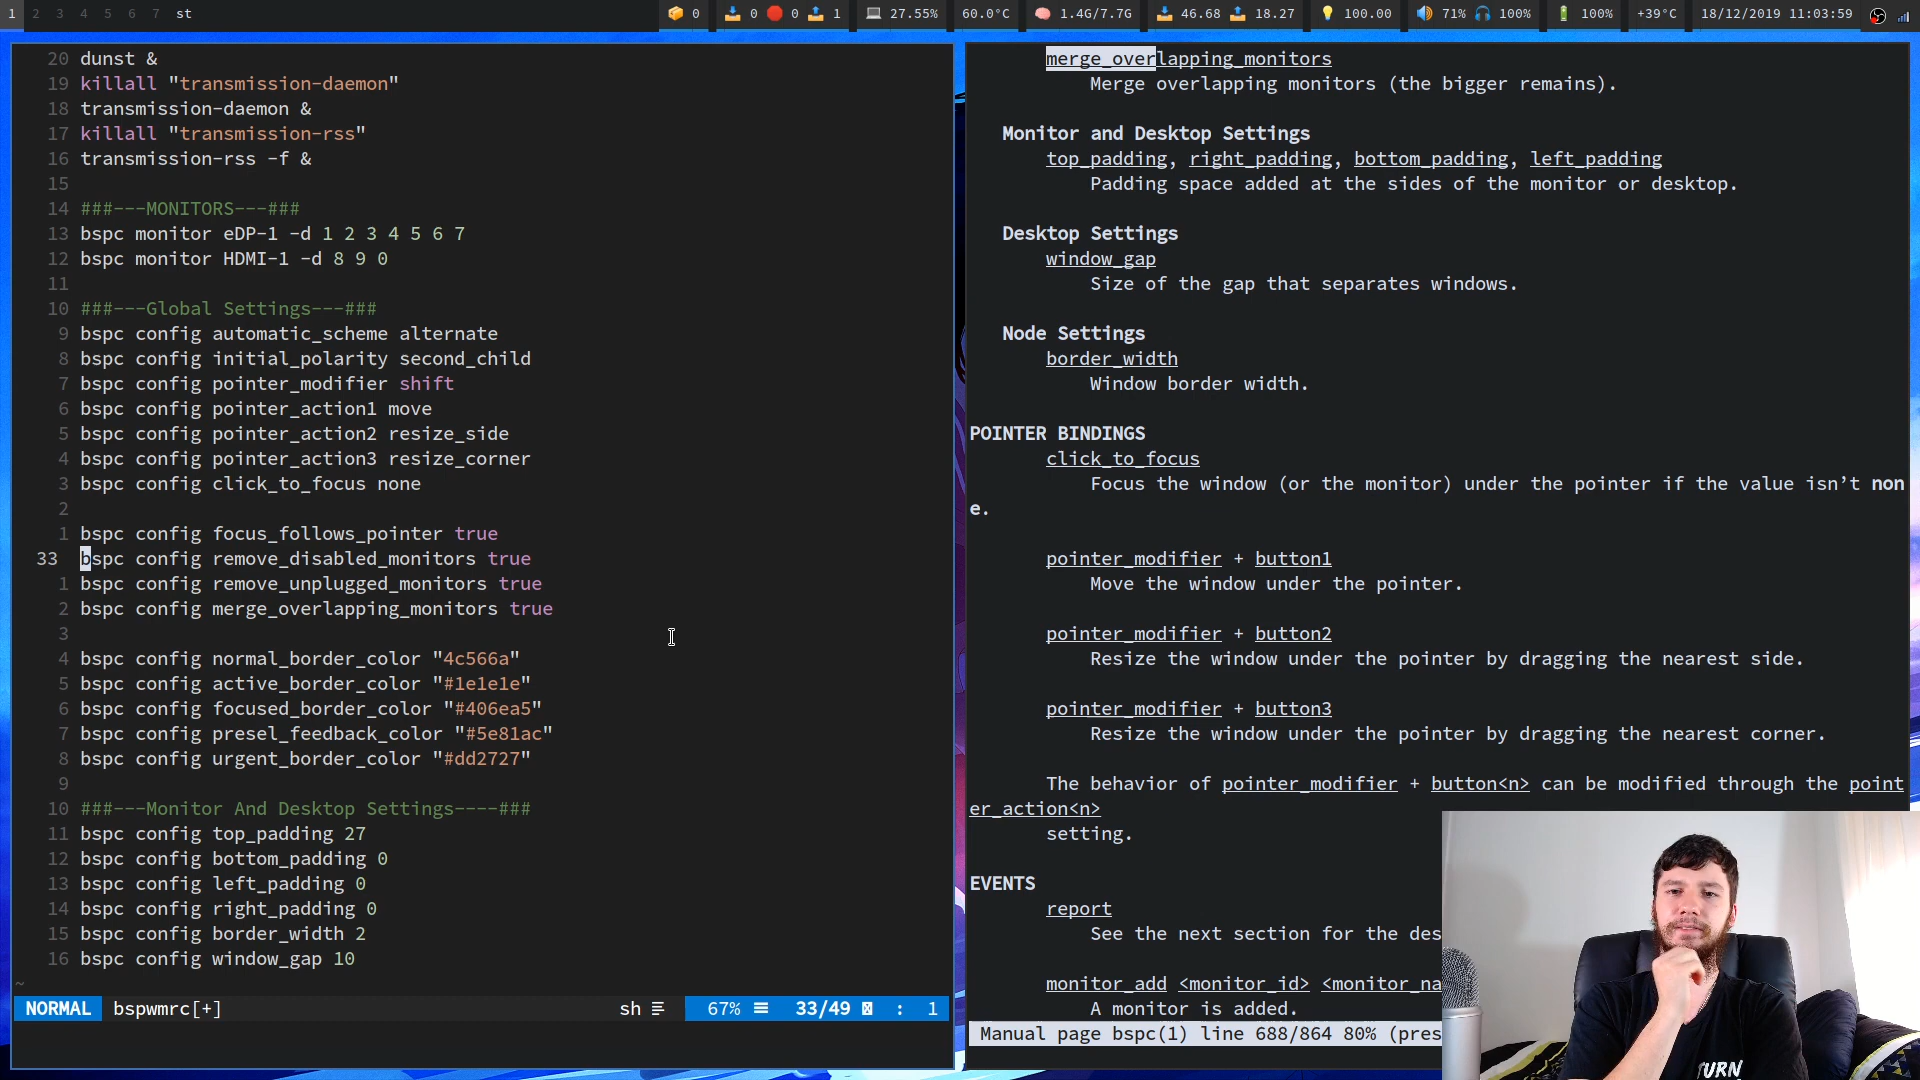 1 2 3 4 5 6 7 st 0 0 0 1 27.55% 60.0°C 1.4G/7.7G 46.68 18.27 100.00 71% 100% 100% +39°C 18/12/2019 11:03:59
20 dunst &
19 killall "transmission-daemon"
18 transmission-daemon &
17 killall "transmission-rss"
16 transmission-rss -f &
15
14 ###---MONITORS---###
13 bspc monitor eDP-1 -d 1 2 3 4 5 6 7
12 bspc monitor HDMI-1 -d 8 9 0
11
10 ###---Global Settings---###
9 bspc config automatic_scheme alternate
8 bspc config initial_polarity second_child
7 bspc config pointer_modifier shift
6 bspc config pointer_action1 move
5 bspc config pointer_action2 resize_side
4 bspc config pointer_action3 resize_corner
3 bspc config click_to_focus none
2
1 bspc config focus_follows_pointer true
33 bspc config remove_disabled_monitors true
1 bspc config remove_unplugged_monitors true
2 bspc config merge_overlapping_monitors true
3
4 bspc config normal_border_color "4c566a"
5 bspc config active_border_color "#1e1e1e"
6 bspc config focused_border_color "#406ea5"
7 bspc config presel_feedback_color "#5e81ac"
8 bspc config urgent_border_color "#dd2727"
9
10 ###---Monitor And Desktop Settings----###
11 bspc config top_padding 27
12 bspc config bottom_padding 0
13 bspc config left_padding 0
14 bspc config right_padding 0
15 bspc config border_width 2
16 bspc config window_gap 10
~
NORMAL bspwmrc[+] sh 67% 33/49 : 1
merge_overlapping_monitors
Merge overlapping monitors (the bigger remains).
Monitor and Desktop Settings
top_padding, right_padding, bottom_padding, left_padding
Padding space added at the sides of the monitor or desktop.
Desktop Settings
window_gap
Size of the gap that separates windows.
Node Settings
border_width
Window border width.
POINTER BINDINGS
click_to_focus
Focus the window (or the monitor) under the pointer if the value isn’t non
e.
pointer_modifier + button1
Move the window under the pointer.
pointer_modifier + button2
Resize the window under the pointer by dragging the nearest side.
pointer_modifier + button3
Resize the window under the pointer by dragging the nearest corner.
The behavior of pointer_modifier + button<n> can be modified through the point
er_action<n>
setting.
EVENTS
report
See the next section for the des
monitor_add <monitor_id> <monitor_na
A monitor is added.
Manual page bspc(1) line 688/864 80% (pres
TURN